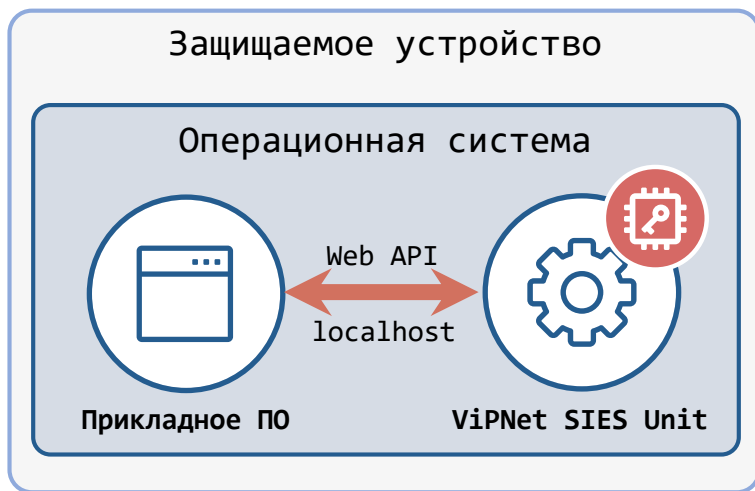 Защищаемое устройство
Операционная система
Web API
localhost
Прикладное ПО
ViPNet SIES Unit